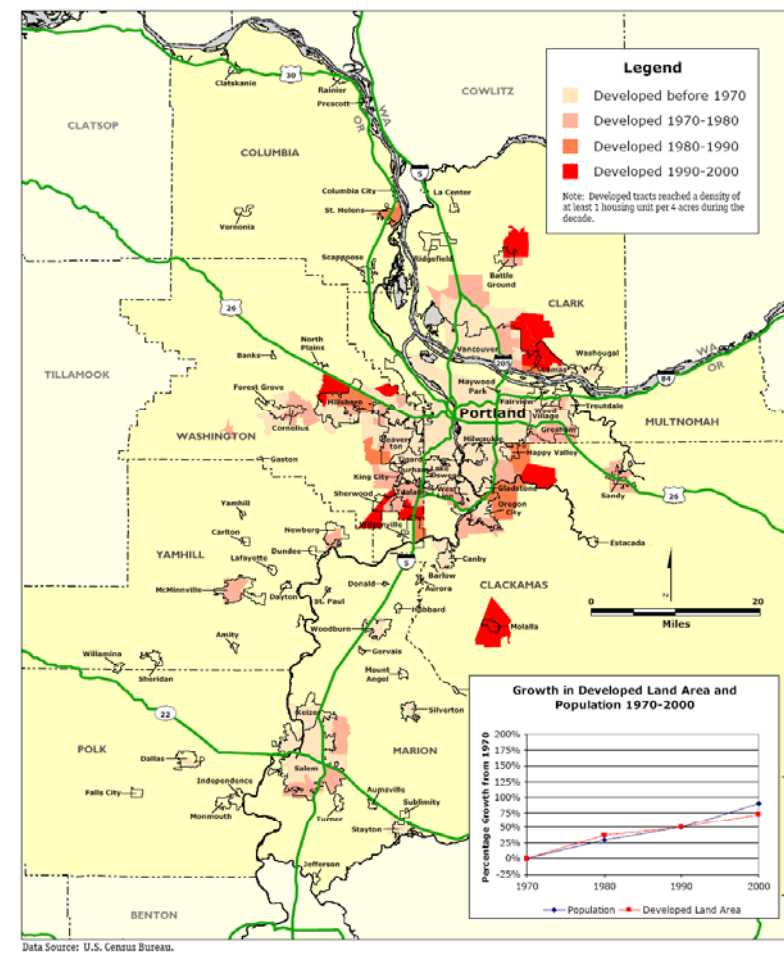 Legend
Developed before 1970
Developed 1970-1980
Developed 1980-1990
Developed 1990-2000
Note: Developed tracts reached a density of
at least 1 housing unit per 4 acres during the
decade.
COWLITZ
30
Clatskanie
Rainier
Prescott
WA
OR
CLATSOP
COLUMBIA
5
Columbia City
La Center
St. Helens
Vernonia
Ridgefield
Scappoose
Battle
Ground
CLARK
26
North
Plains
Banks
Vancouver
205
Camas
Washougal
WA
OR
84
TILLAMOOK
Forest Grove
Hillsboro
Maywood
Park
Fairview
Troutdale
Wood
Village
Portland
MULTNOMAH
Cornelius
Gresham
WASHINGTON
Beaver
ton
Milwaukie
Happy Valley
Gaston
Tigard
King City
Durham
Lake
Oswego
Sherwood
Tualatin
West
Linn
Gladstone
Sandy
26
Oregon
City
Yamhill
Newberg
Wilsonville
Carlton
Dundee
Estacada
YAMHILL
Lafayette
5
Canby
Barlow
Aurora
CLACKAMAS
McMinnville
Dayton
Donald
St. Paul
Hubbard
N
0
20
Miles
Woodburn
Molalla
Amity
Gervais
Willamina
Sheridan
Mount
Angel
Silverton
Keizer
22
POLK
Dallas
Salem
MARION
Falls City
Independence
Monmouth
Turner
Aumsville
Sublimity
Stayton
Jefferson
BENTON
Growth in Developed Land Area and
Population 1970-2000
Percentage Growth from 1970
200%
175%
150%
125%
100%
75%
50%
25%
0%
-25%
1970
1980
1990
2000
Population
Developed Land Area
Data Source: U.S. Census Bureau.